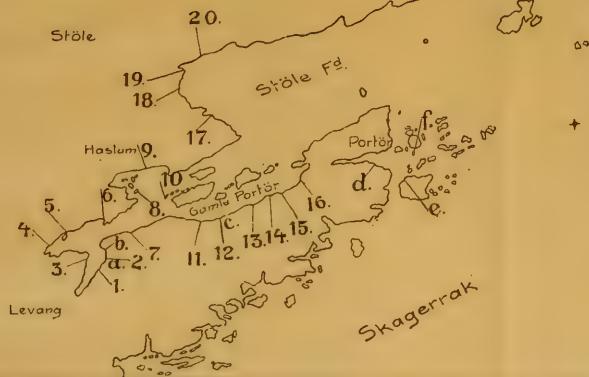 20.
Stöle
19.
Stöle Fd.
18.
17.
Haslum
9.
10
Portör
f.
6.
8.
d.
e.
5.
Gamle Portör
16.
4.
b.
7.
c.
3.
a.
2.
11.
12.
13.
14.
15.
1.
Levang
Skagerrak